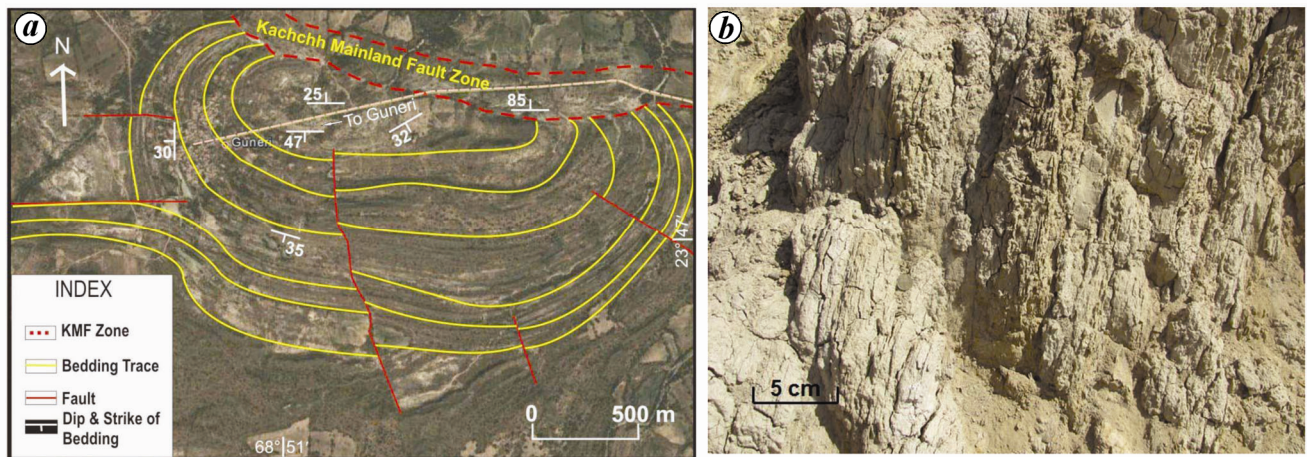 a
N
Kachchh Mainland Fault Zone
25
85
To Guneri
Guneri
47
32
30
35
23° 47'
INDEX
KMF Zone
Bedding Trace
Fault
Dip & Strike of
Bedding
68° 51'
0 500 m
b
5 cm